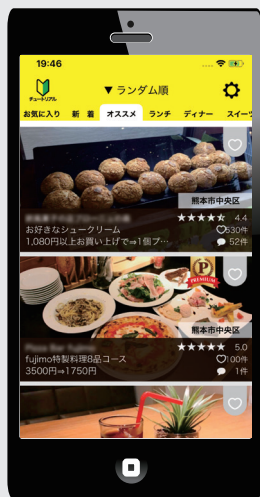 19:46
チュートリアル
▼ ランダム順
お気に入り 新 着 オススメ ランチ ディナー スイーツ
熊本市中央区
★★★★☆ 4.4
お好きなシュークリーム
♡530件
1,080円以上お買い上げで⇒1個プ…
52件
P
PREMIUM
熊本市中央区
★★★★★ 5.0
fujimo特製料理8品コース
♡100件
3500円⇒1750円
1件